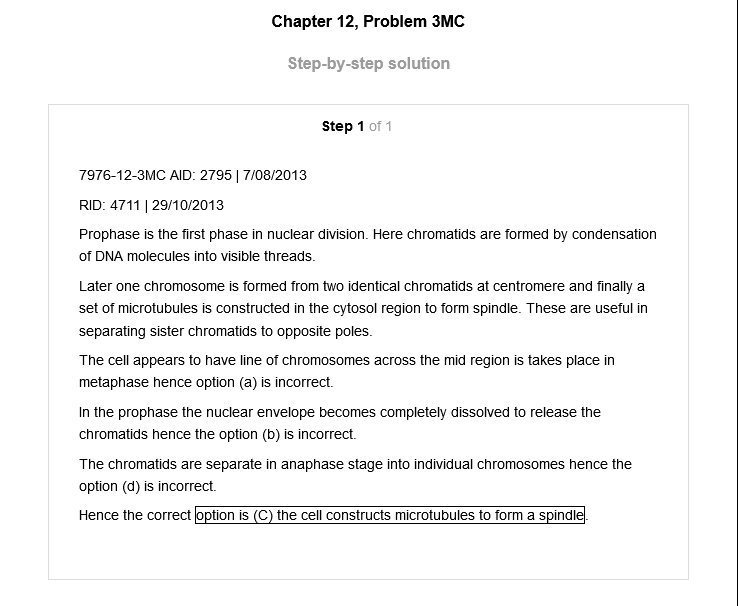 Chapter 12, Problem 3MC
Step-by-step solution
Step 1 of 1
7976-12-3MC AID: 2795 | 7/08/2013
RID: 4711 | 29/10/2013
Prophase is the first phase in nuclear division. Here chromatids are formed by condensation
of DNA molecules into visible threads.
Later one chromosome is formed from two identical chromatids at centromere and finally a
set of microtubules is constructed in the cytosol region to form spindle. These are useful in
separating sister chromatids to opposite poles.
The cell appears to have line of chromosomes across the mid region is takes place in
metaphase hence option (a) is incorrect.
In the prophase the nuclear envelope becomes completely dissolved to release the
chromatids hence the option (b) is incorrect.
The chromatids are separate in anaphase stage into individual chromosomes hence the
option (d) is incorrect.
Hence the correct option is (C) the cell constructs microtubules to form a spindle.